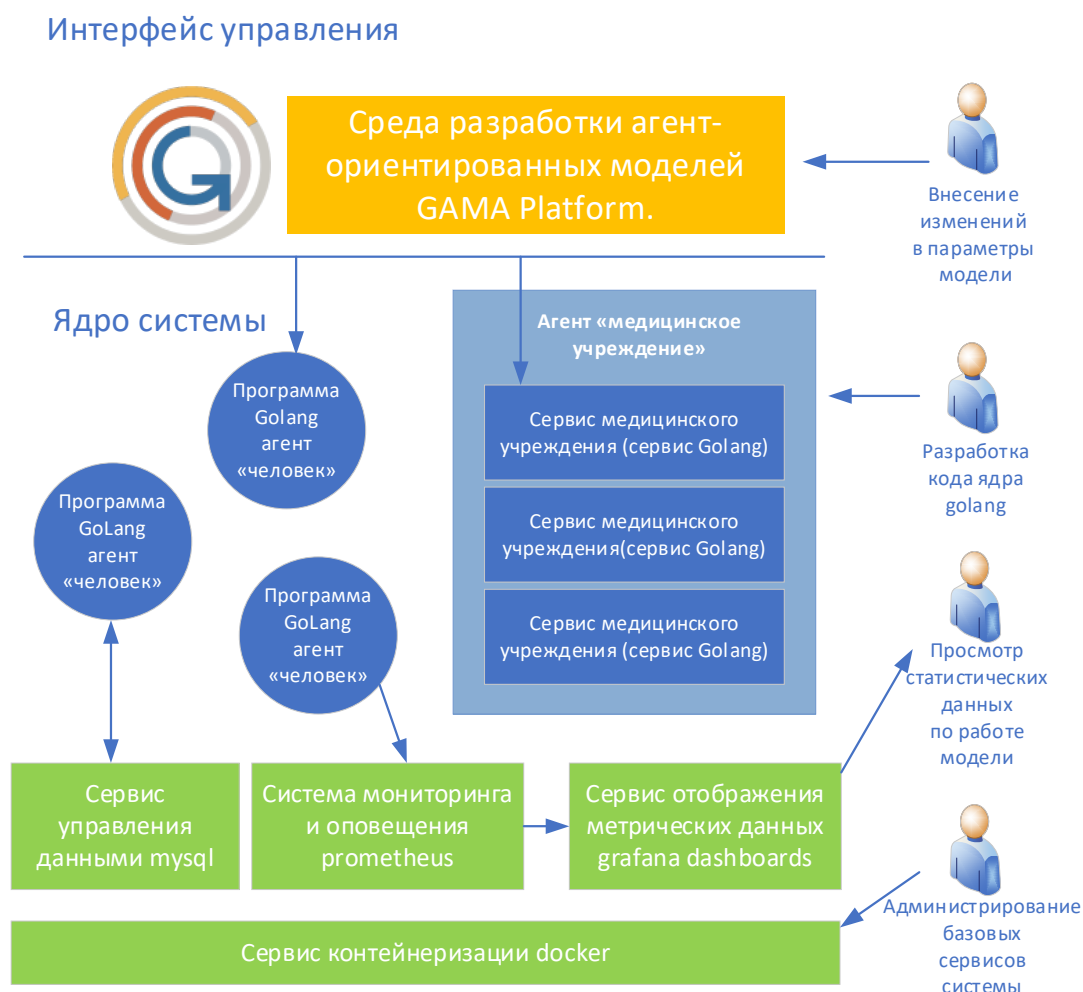 Интерфейс управления
Среда разработки агент-
ориентированных моделей
GAMA Platform.
Внесение
изменений
в параметры
модели
Ядро системы
Агент «медицинское
учреждение»
Программа
Golang
агент
«человек»
Сервис медицинского
учреждения (сервис Golang)
Разработка
кода ядра
golang
Программа
GoLang
агент
«человек»
Сервис медицинского
учреждения(сервис Golang)
Программа
GoLang
агент
«человек»
Сервис медицинского
учреждения (сервис Golang)
Просмотр
статистических
данных
по работе
модели
Сервис
управления
данными mysql
Система мониторинга
и оповещения
prometheus
Сервис отображения
метрических данных
grafana dashboards
Администрирование
базовых
сервисов
системы
Сервис контейнеризации docker